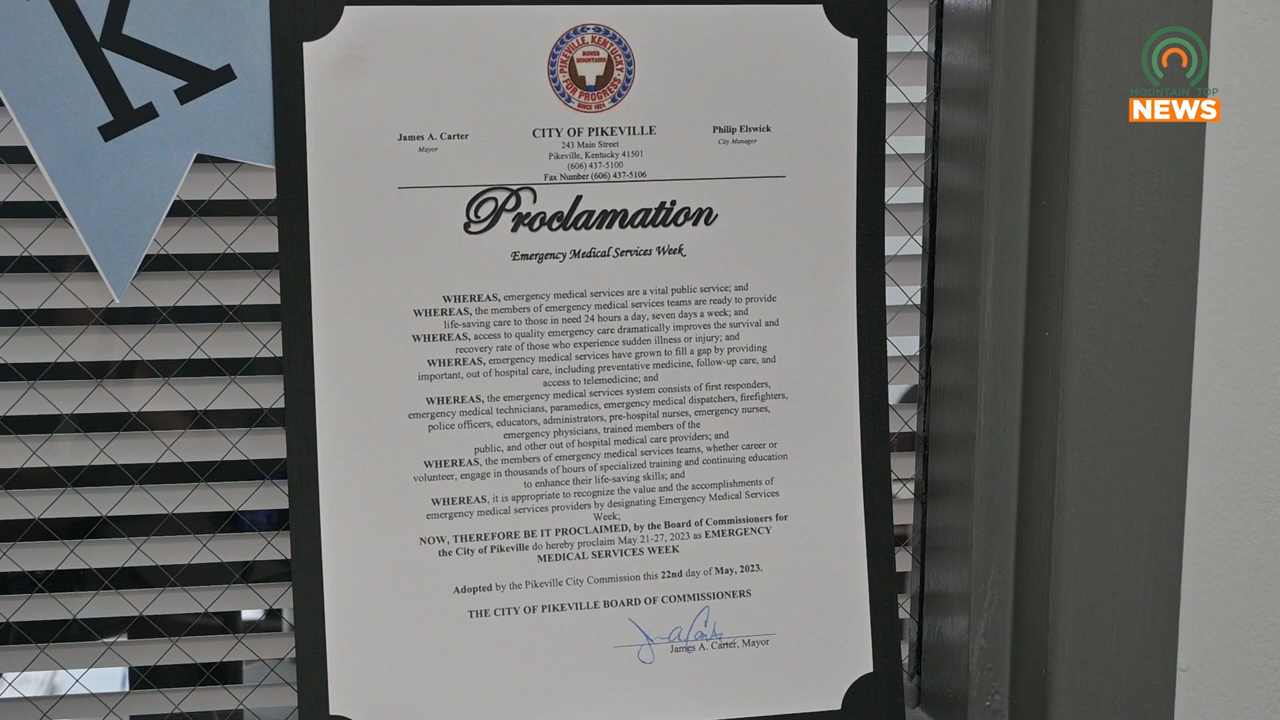 K
MOUNTAIN TOP
NEWS
PIKEVILLE, KENTUCKY
FOR PROGRESS
SINCE 1824
James A. Carter
Mayor
CITY OF PIKEVILLE
243 Main Street
Pikeville, Kentucky 41501
(606) 437-5100
Fax Number (606) 437-5106
Philip Elswick
City Manager
Proclamation
Emergency Medical Services Week
WHEREAS, emergency medical services are a vital public service; and
WHEREAS, the members of emergency medical services teams are ready to provide
life-saving care to those in need 24 hours a day, seven days a week; and
WHEREAS, access to quality emergency care dramatically improves the survival and
recovery rate of those who experience sudden illness or injury; and
WHEREAS, emergency medical services have grown to fill a gap by providing
important, out of hospital care, including preventative medicine, follow-up care, and
access to telemedicine; and
WHEREAS, the emergency medical services system consists of first responders,
emergency medical technicians, paramedics, emergency medical dispatchers, firefighters,
police officers, educators, administrators, pre-hospital nurses, emergency nurses,
emergency physicians, trained members of the
public, and other out of hospital medical care providers; and
WHEREAS, the members of emergency medical services teams, whether career or
volunteer, engage in thousands of hours of specialized training and continuing education
to enhance their life-saving skills; and
WHEREAS, it is appropriate to recognize the value and the accomplishments of
emergency medical services providers by designating Emergency Medical Services
Week;
NOW, THEREFORE BE IT PROCLAIMED, by the Board of Commissioners for
the City of Pikeville do hereby proclaim May 21-27, 2023 as EMERGENCY
MEDICAL SERVICES WEEK
Adopted by the Pikeville City Commission this 22nd day of May, 2023.
THE CITY OF PIKEVILLE BOARD OF COMMISSIONERS
James A. Carter, Mayor